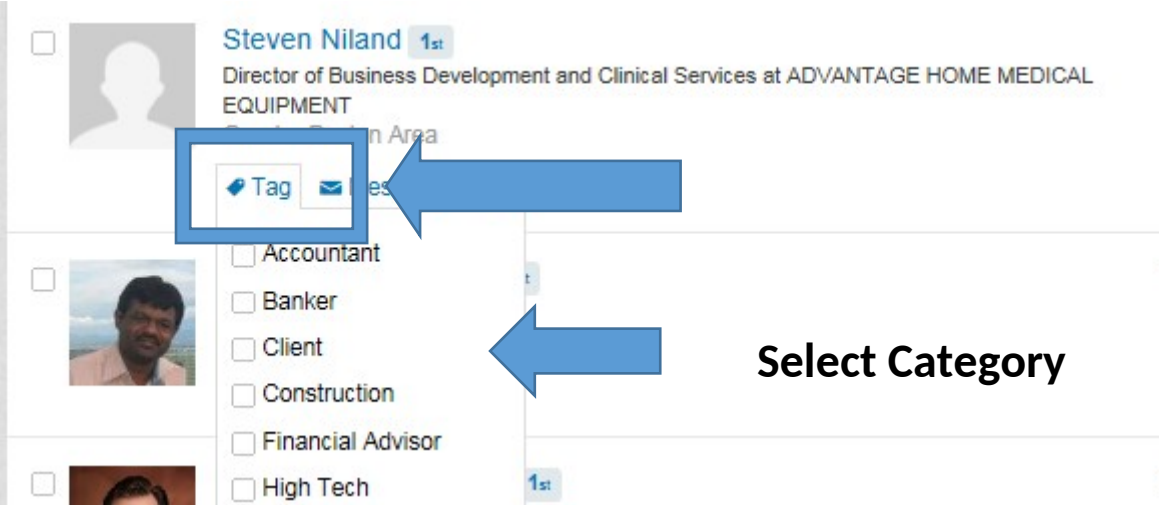 Steven Niland 1st
Director of Business Development and Clinical Services at ADVANTAGE HOME MEDICAL
EQUIPMENT
Area
Tag
Accountant
Banker
Client
Select Category
Construction
Financial Advisor
High Tech
1st